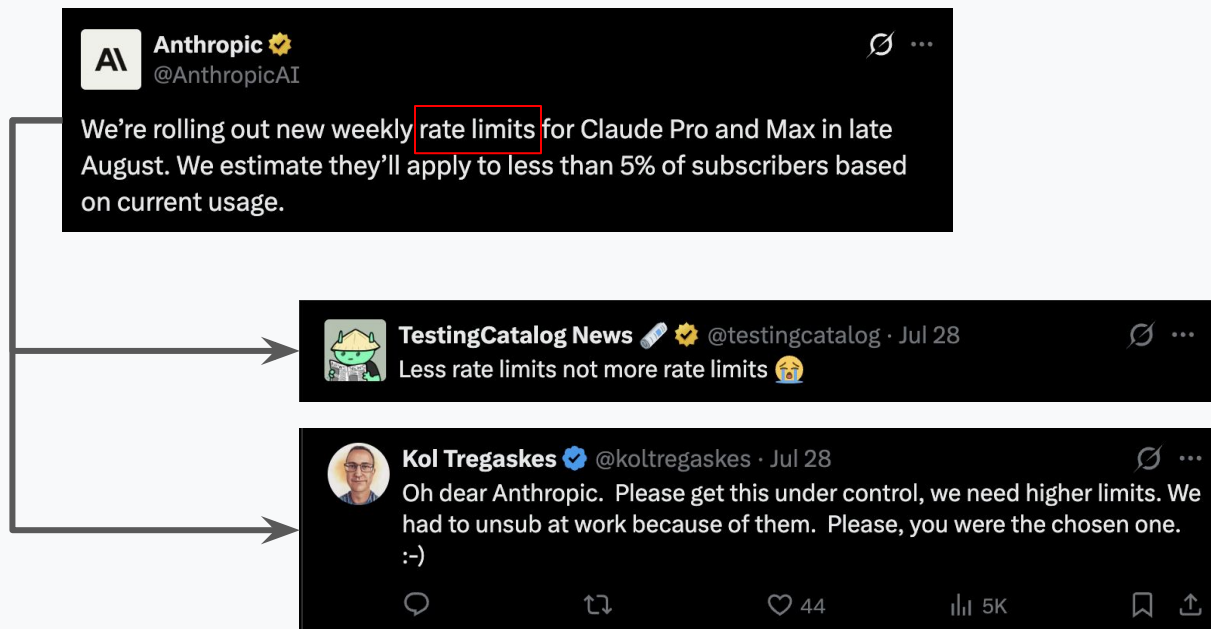 Anthropic
@AnthropicAI
We're rolling out new weekly rate limits for Claude Pro and Max in late
August. We estimate they'll apply to less than 5% of subscribers based
on current usage.
TestingCatalog News 🗞️ @testingcatalog · Jul 28
Less rate limits not more rate limits 😭
Kol Tregaskes @koltregaskes · Jul 28
Oh dear Anthropic.  Please get this under control, we need higher limits. We
had to unsub at work because of them.  Please, you were the chosen one.
:-)
44 5K